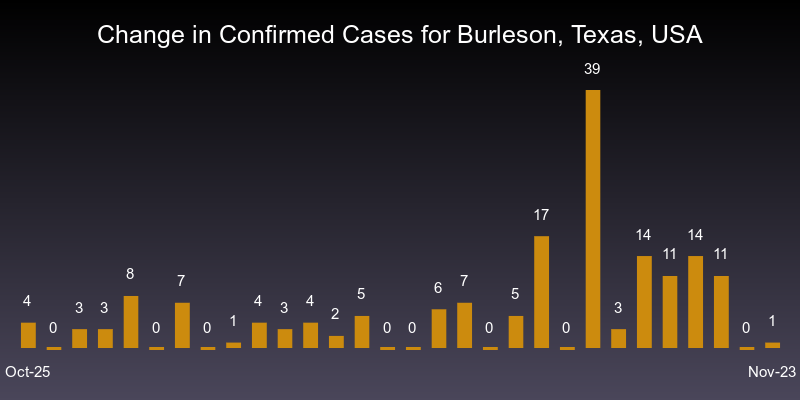 Change in Confirmed Cases for Burleson, Texas, USA
4 0 3 3 8 0 7 0 1 4 3 4 2 5 0 0 6 7 0 5 17 0 39 3 14 11 14 11 0 1
Oct-25 Nov-23